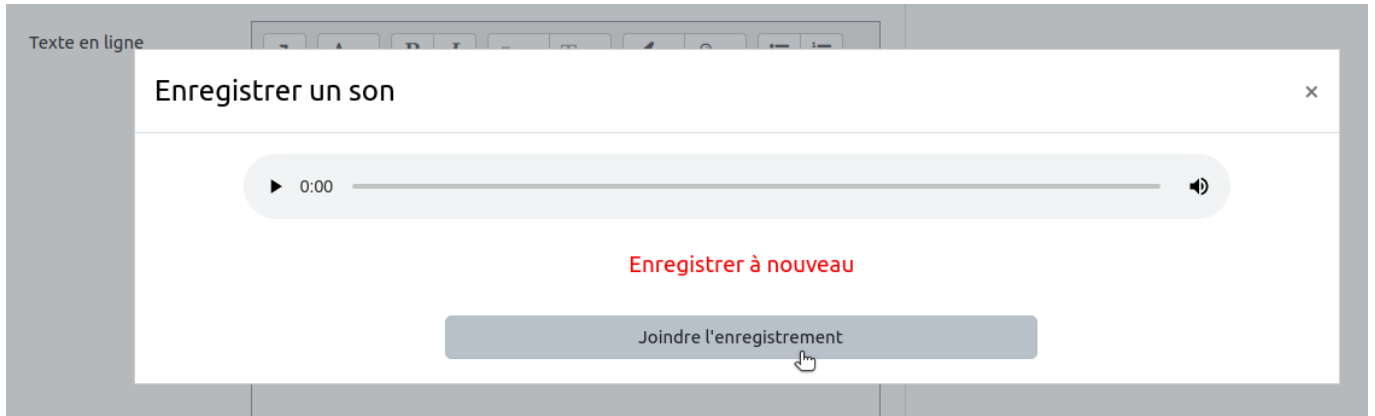 Texte en ligne
Enregistrer un son
×
0:00
Enregistrer à nouveau
Joindre l'enregistrement